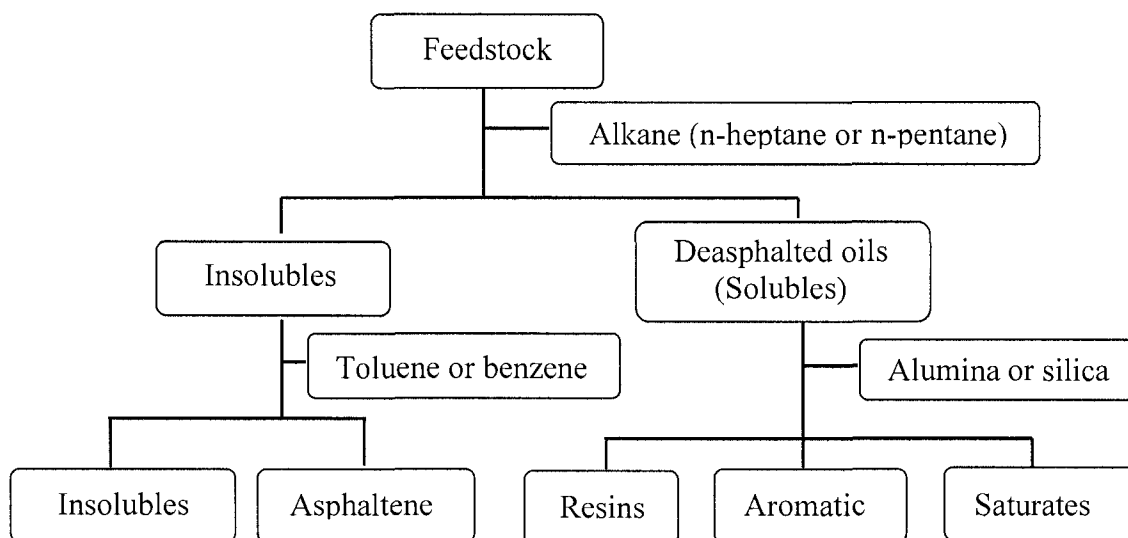 Feedstock
Alkane (n-heptane or n-pentane)
Insolubles
Deasphalted oils
(Solubles)
Toluene or benzene
Alumina or silica
Insolubles
Asphaltene
Resins
Aromatic
Saturates